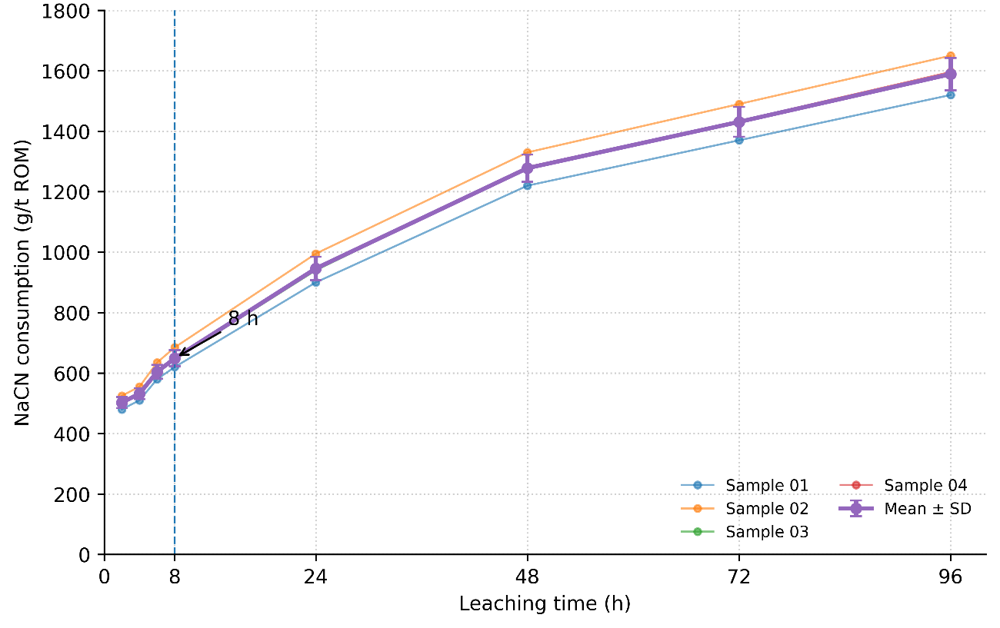 1800
1600
1400
1200
1000
800
600
400
200
0
NaCN consumption (g/t ROM)
8 h
Sample 01
Sample 02
Sample 03
Sample 04
Mean ± SD
0 8 24 48 72 96
Leaching time (h)